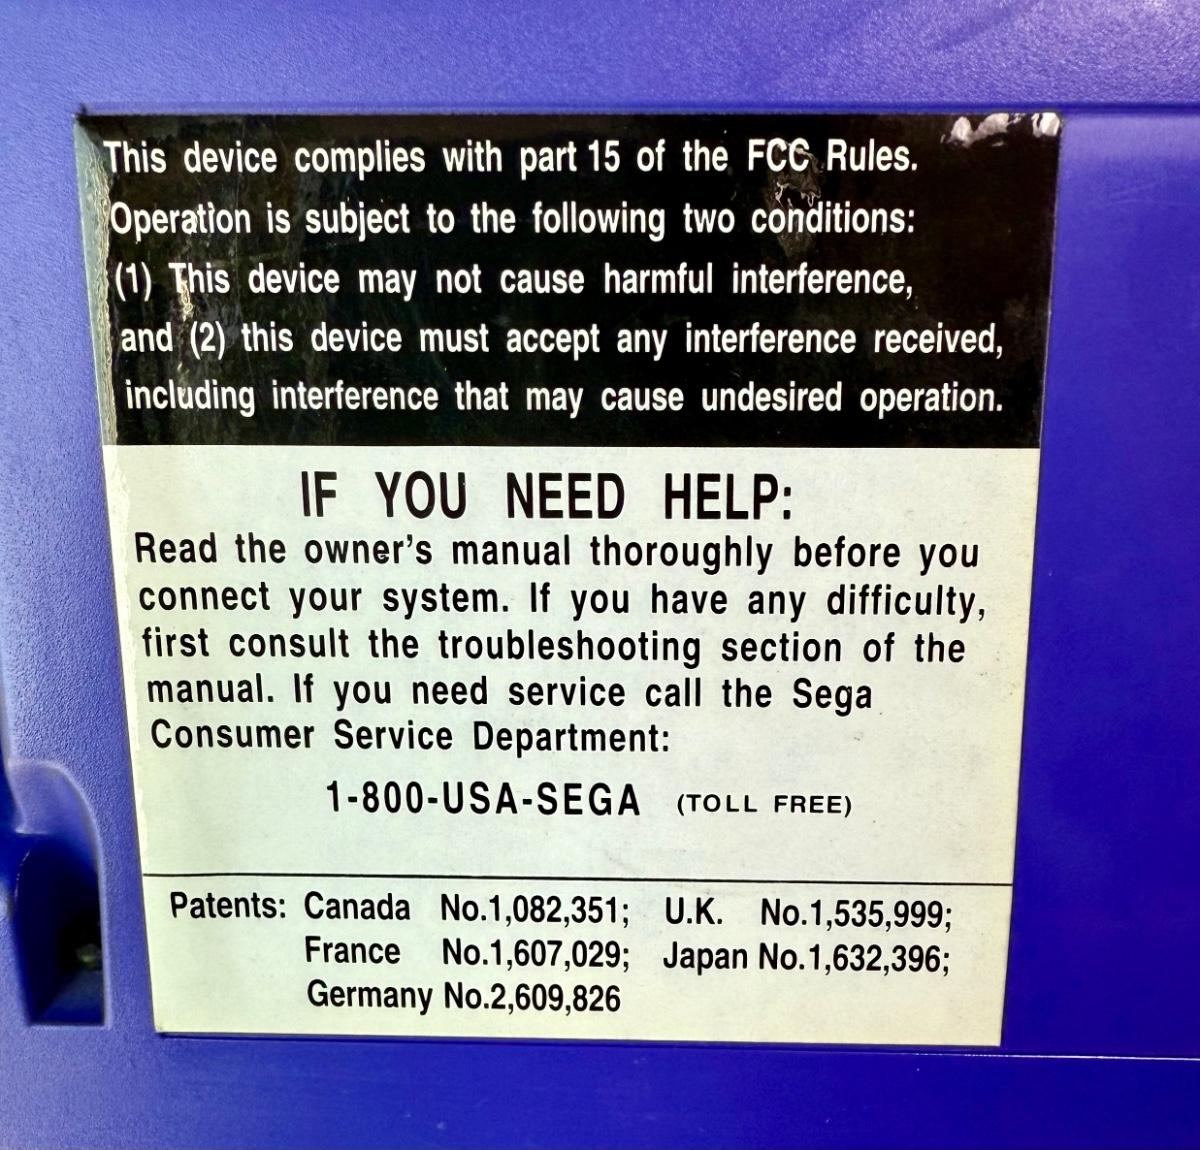 This device complies with part 15 of the FCC Rules.
Operation is subject to the following two conditions:
(1) This device may not cause harmful interference,
and (2) this device must accept any interference received,
including interference that may cause undesired operation.
IF YOU NEED HELP:
Read the owner's manual thoroughly before you
connect your system. If you have any difficulty,
first consult the troubleshooting section of the
manual. If you need service call the Sega
Consumer Service Department:
1-800-USA-SEGA (TOLL FREE)
Patents: Canada No.1,082,351; U.K. No.1,535,999;
France No.1,607,029; Japan No.1,632,396;
Germany No.2,609,826